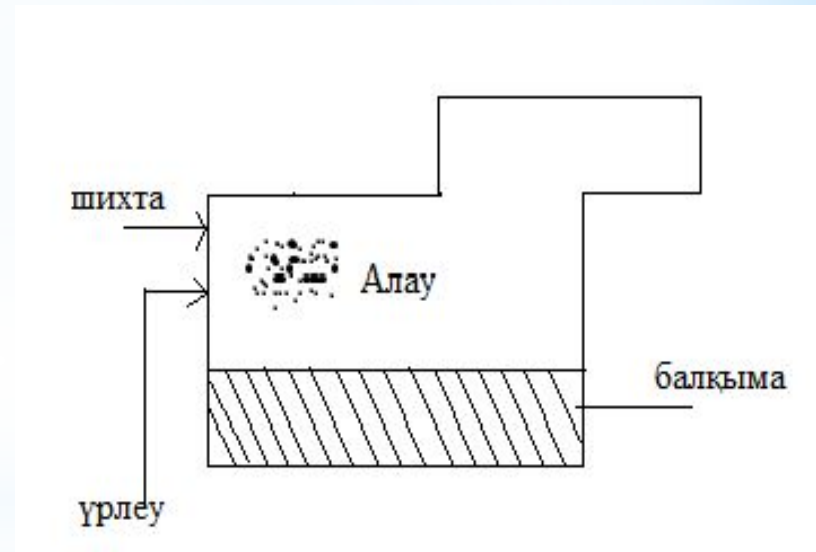 шихта
Алау
балқыма
үрлеу